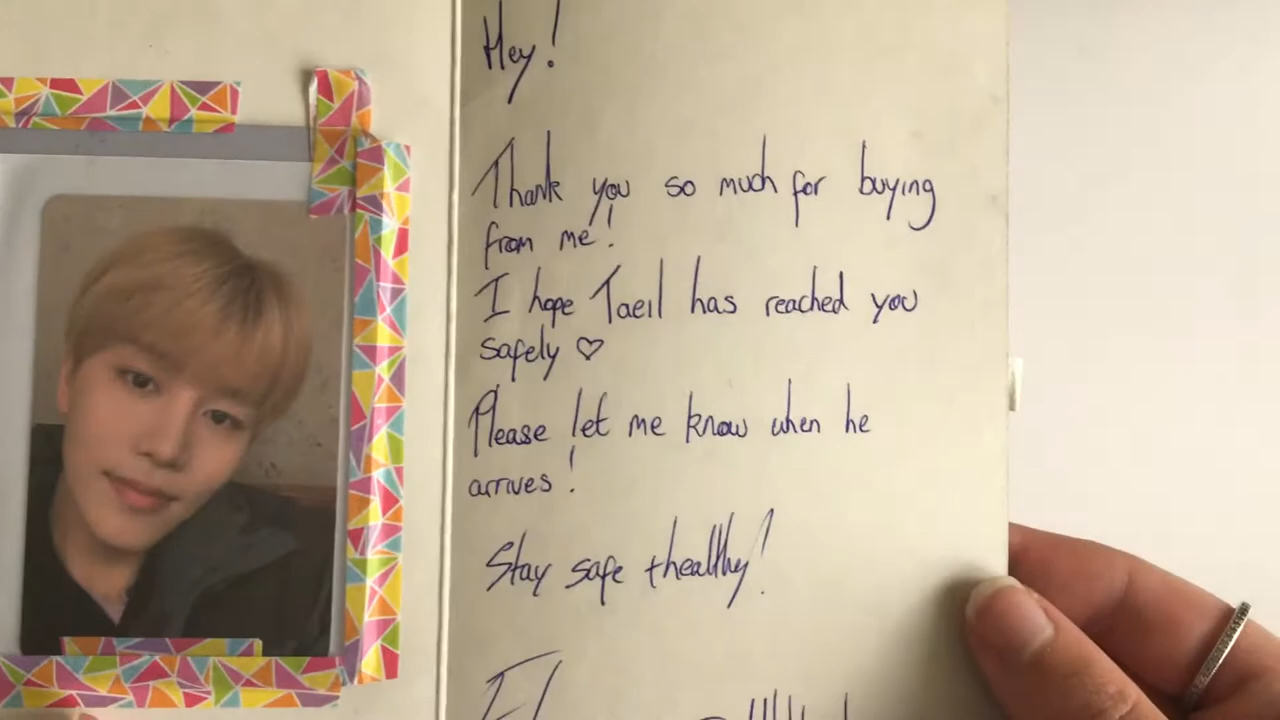 Hey!
Thank you so much for buying
from me!
I hope Taeil has reached you
safely ♡
Please let me know when he
arrives!
Stay safe + healthy!